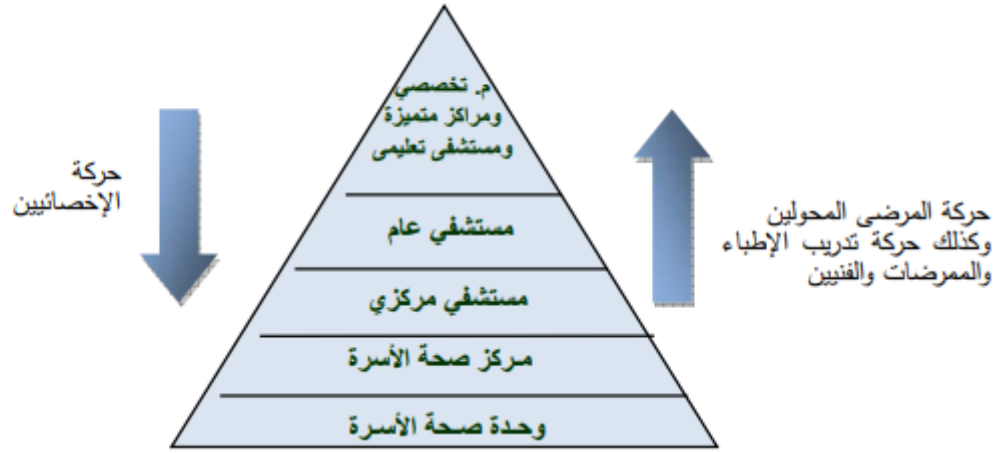 م. تخصصي
ومراكز متميزة
ومستشفى تعليمى
مستشفي عام
مستشفي مركزي
مركز صحة الأسرة
وحدة صحة الأسرة
حركة المرضى المحولين
وكذلك حركة تدريب الإطباء
والممرضات والفنيين
حركة
الإخصائيين